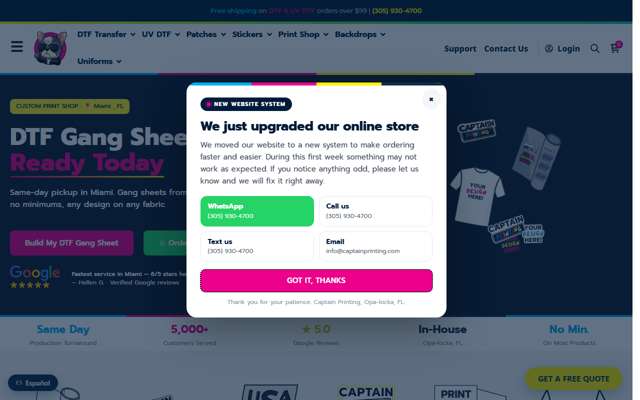 Free shipping on DTF & UV DTF orders over $99 | (305) 930-4700
DTF Transfer
UV DTF
Patches
Stickers
Print Shop
Backdrops
Uniforms
Support
Contact Us
Login
CUSTOM PRINT SHOP · Miami, FL
DTF Gang Shee
Ready Today
Same-day pickup in Miami. Gang sheets from
no minimums, any design on any fabric.
Build My DTF Gang Sheet
Orde
Google
Fastest service in Miami — 6/5 stars he
— Hellen G. · Verified Google reviews
NEW WEBSITE SYSTEM
We just upgraded our online store
We moved our website to a new system to make ordering
faster and easier. During this first week something may not
work as expected. If you notice anything odd, please let us
know and we will fix it right away.
WhatsApp
(305) 930-4700
Call us
(305) 930-4700
Text us
(305) 930-4700
Email
info@captainprinting.com
GOT IT, THANKS
Thank you for your patience. Captain Printing, Opa-locka, FL.
CAPTAIN
YOUR
DESIGN
HERE!
CAPTAIN
YOUR
DESIGN
HERE!
Same Day
Production Turnaround
5,000+
Customers Served
★ 5.0
Google Reviews
In-House
Opa-locka, FL
No Min.
On Most Products
Español
GET A FREE QUOTE
USA
CAPTAIN
PRINT